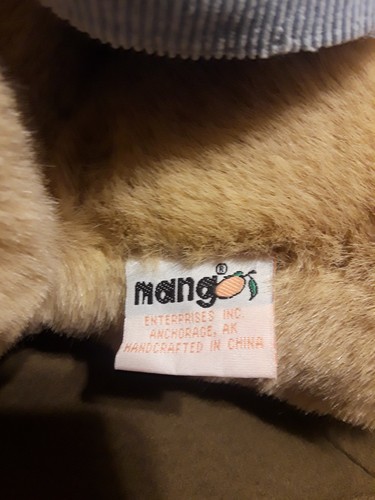 mango®
ENTERPRISES INC.
ANCHORAGE, AK
HANDCRAFTED IN CHINA